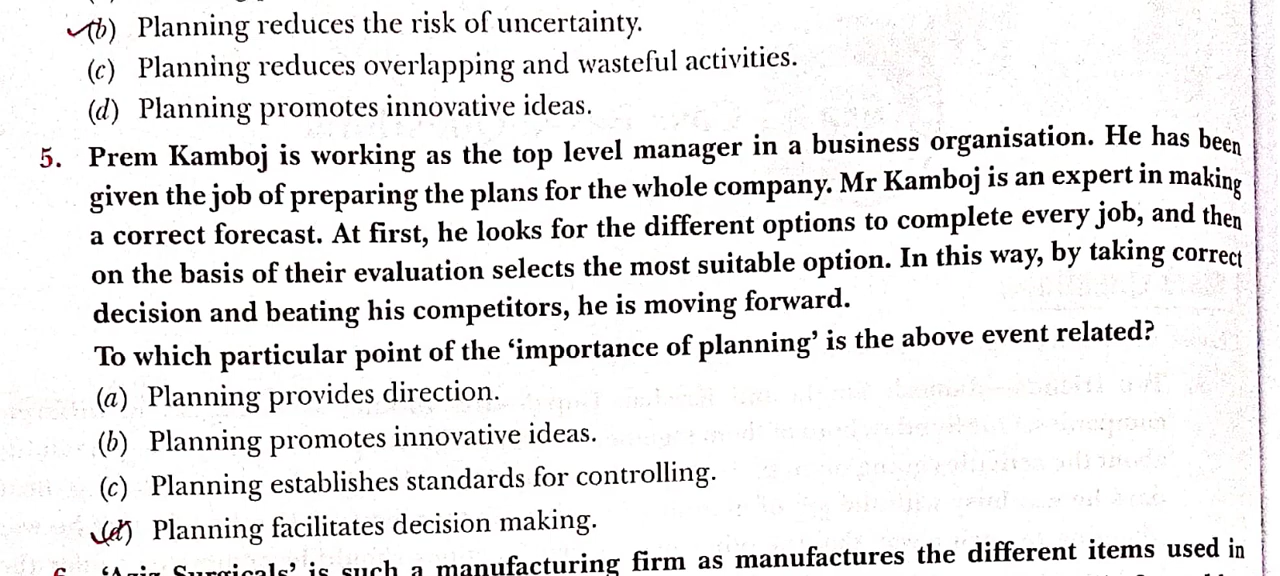 (b) Planning reduces the risk of uncertainty.
(c) Planning reduces overlapping and wasteful activities.
(d) Planning promotes innovative ideas.
5. Prem Kamboj is working as the top level manager in a business organisation. He has been
given the job of preparing the plans for the whole company. Mr Kamboj is an expert in making
a correct forecast. At first, he looks for the different options to complete every job, and then
on the basis of their evaluation selects the most suitable option. In this way, by taking correct
decision and beating his competitors, he is moving forward.
To which particular point of the ‘importance of planning’ is the above event related?
(a) Planning provides direction.
(b) Planning promotes innovative ideas.
(c) Planning establishes standards for controlling.
(d) Planning facilitates decision making.
Surgicals’ is such a manufacturing firm as manufactures the different items used in